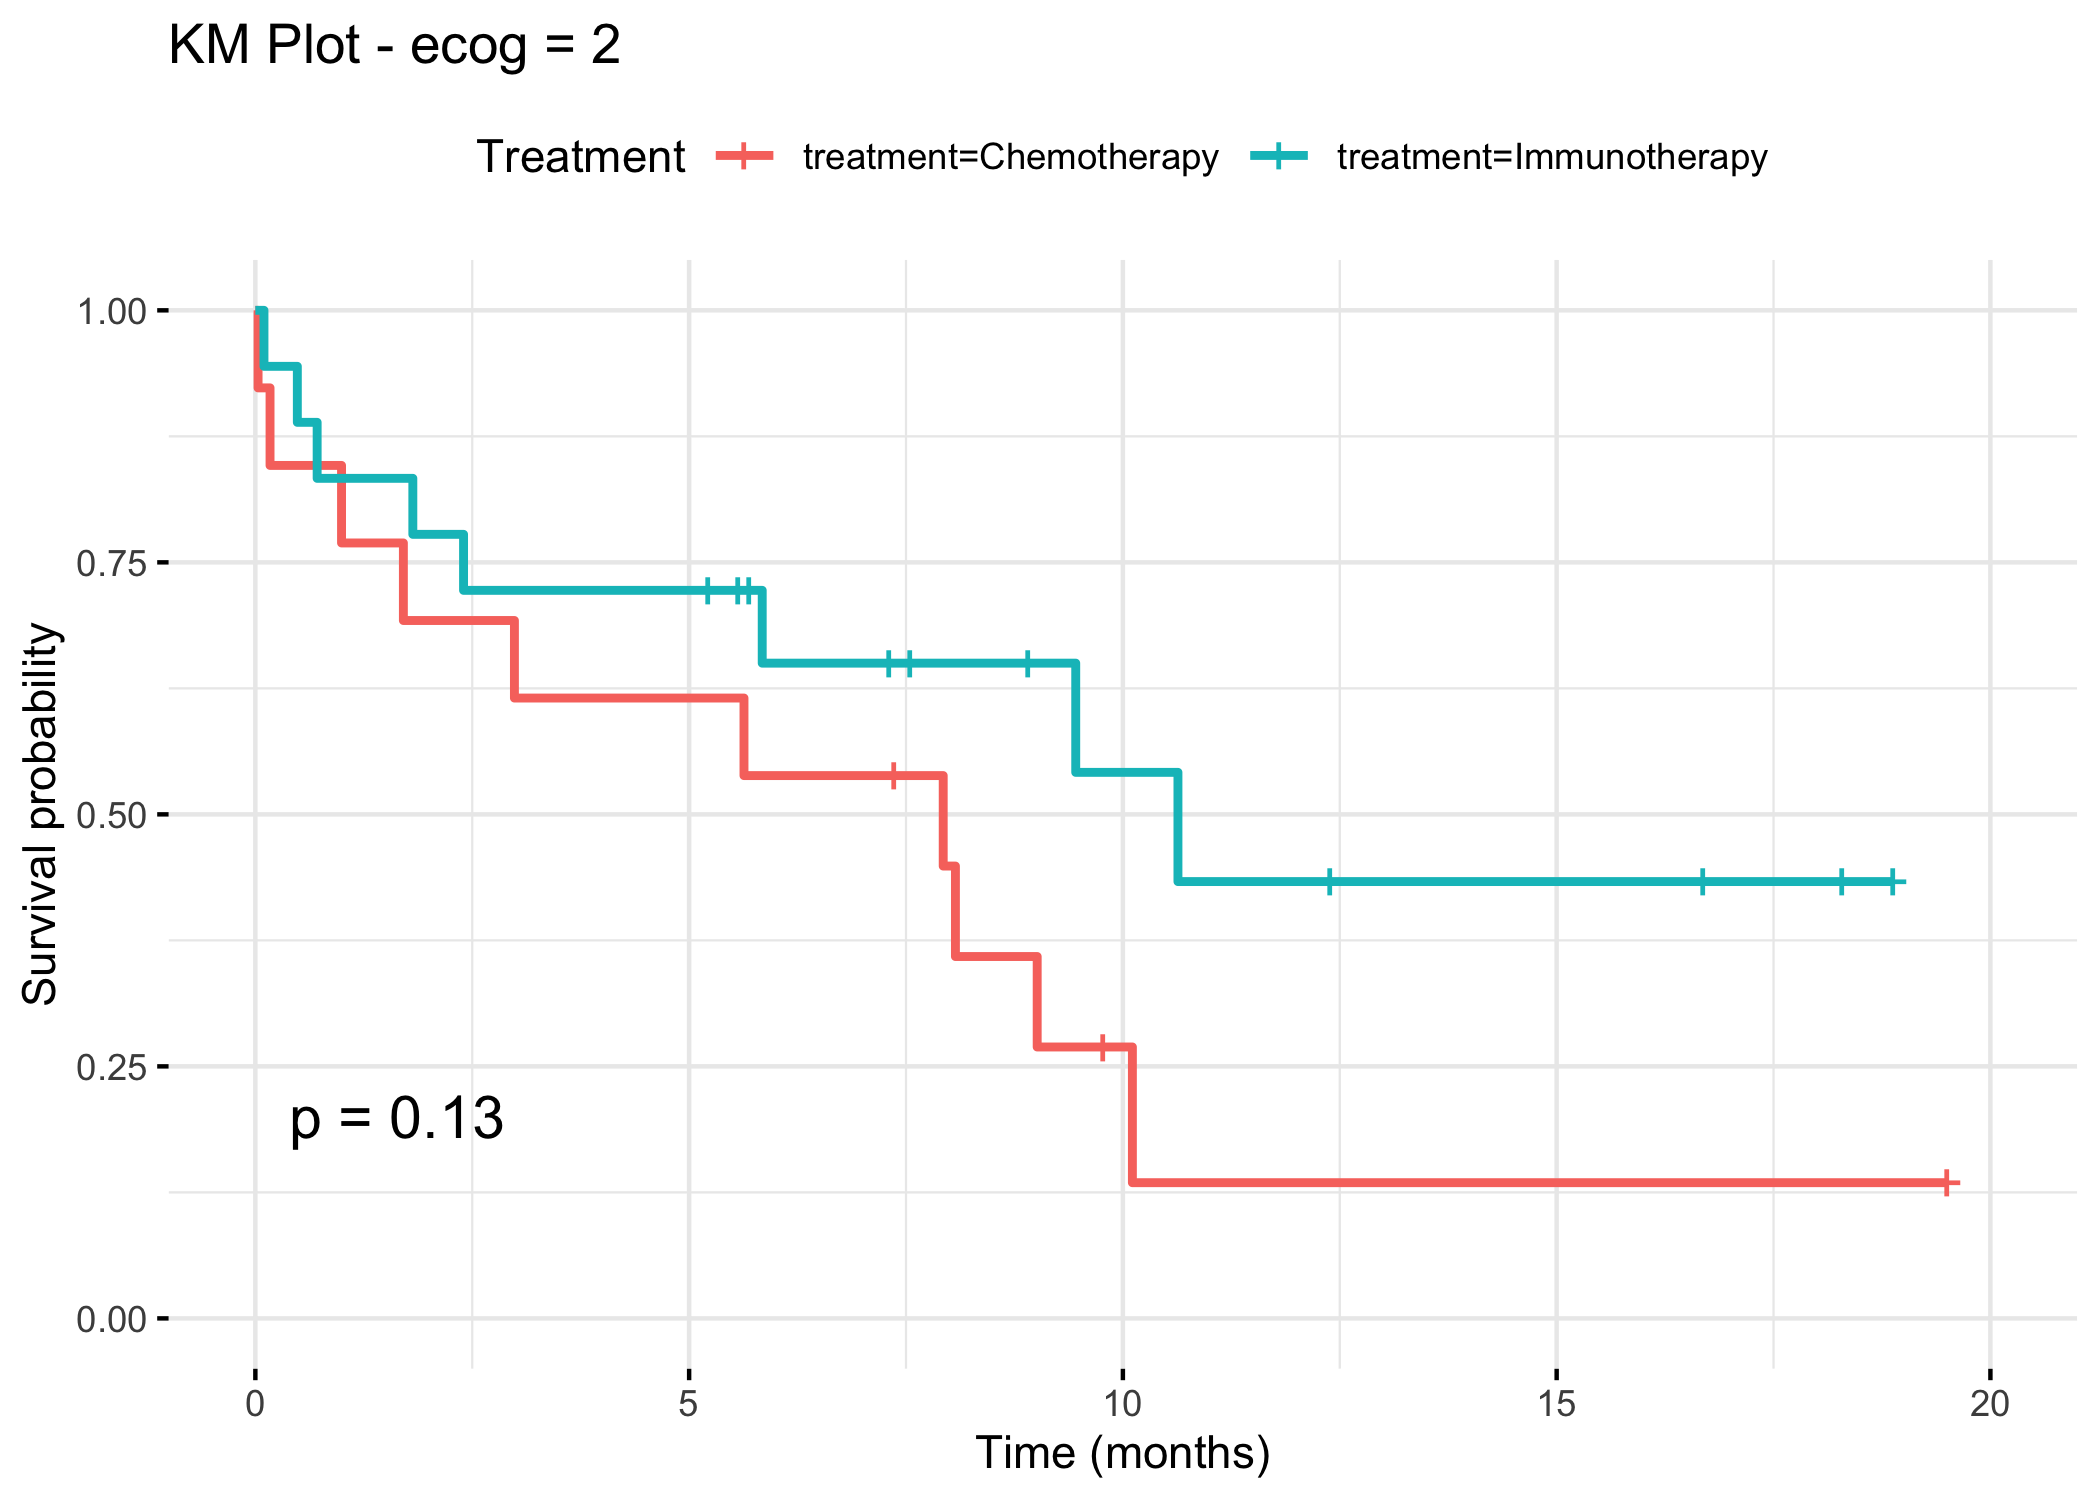 KM Plot - ecog = 2
Treatment treatment=Chemotherapy treatment=Immunotherapy
Survival probability
1.00
0.75
0.50
0.25
0.00
p = 0.13
0 5 10 15 20
Time (months)